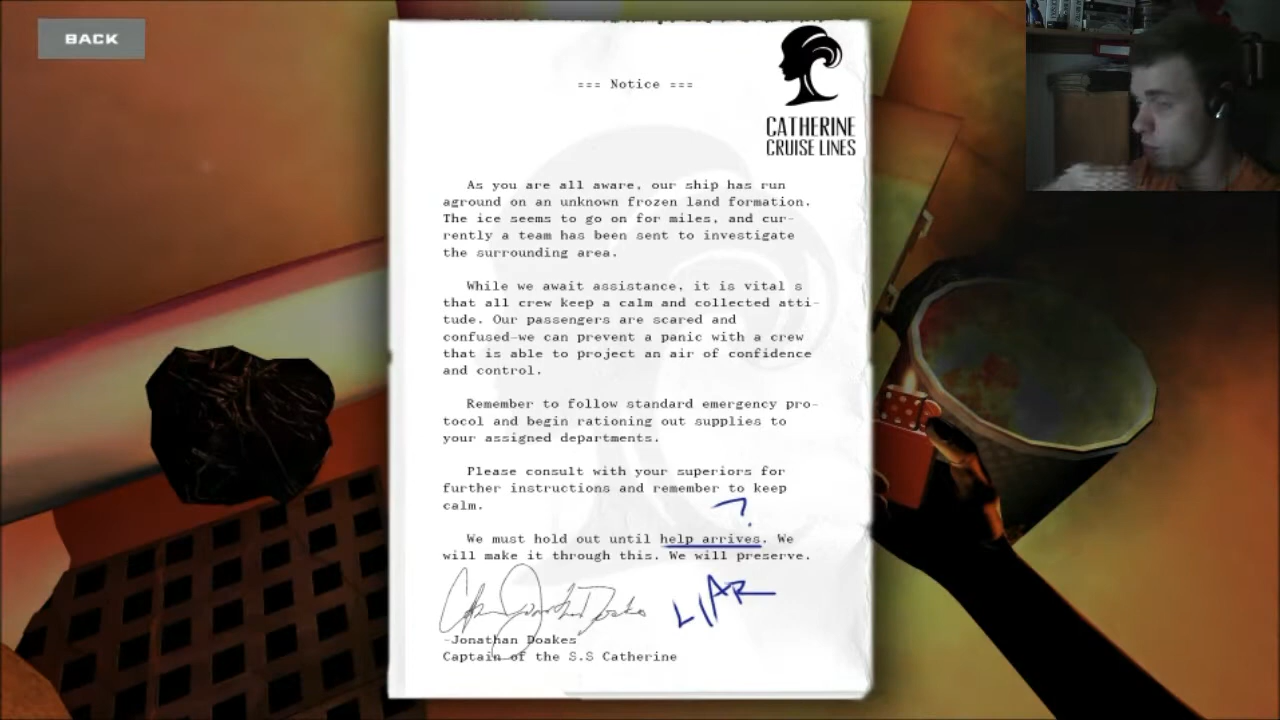 BACK
=== Notice ===
CATHERINE
CRUISE LINES
As you are all aware, our ship has run
aground on an unknown frozen land formation.
The ice seems to go on for miles, and cur-
rently a team has been sent to investigate
the surrounding area.
While we await assistance, it is vital s
that all crew keep a calm and collected atti-
tude. Our passengers are scared and
confused-we can prevent a panic with a crew
that is able to project an air of confidence
and control.
Remember to follow standard emergency pro-
tocol and begin rationing out supplies to
your assigned departments.
Please consult with your superiors for
further instructions and remember to keep
calm.
?
We must hold out until help arrives. We
will make it through this. We will preserve.
LIAR
-Jonathan Doakes
Captain of the S.S Catherine